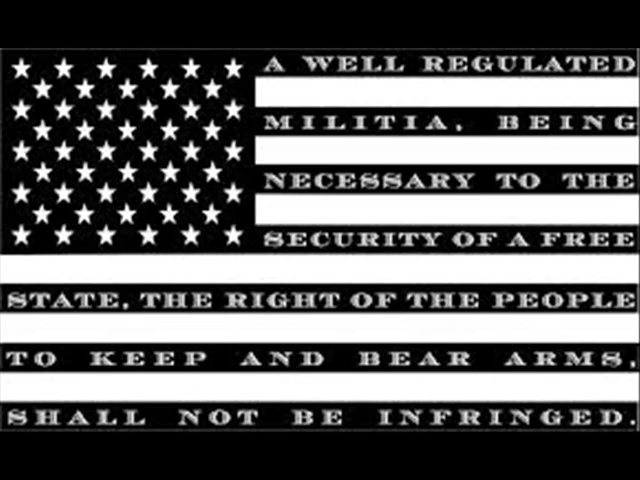 A WELL REGULATED
MILITIA, BEING
NECESSARY TO THE
SECURITY OF A FREE
STATE, THE RIGHT OF THE PEOPLE
TO KEEP AND BEAR ARMS,
SHALL NOT BE INFRINGED.